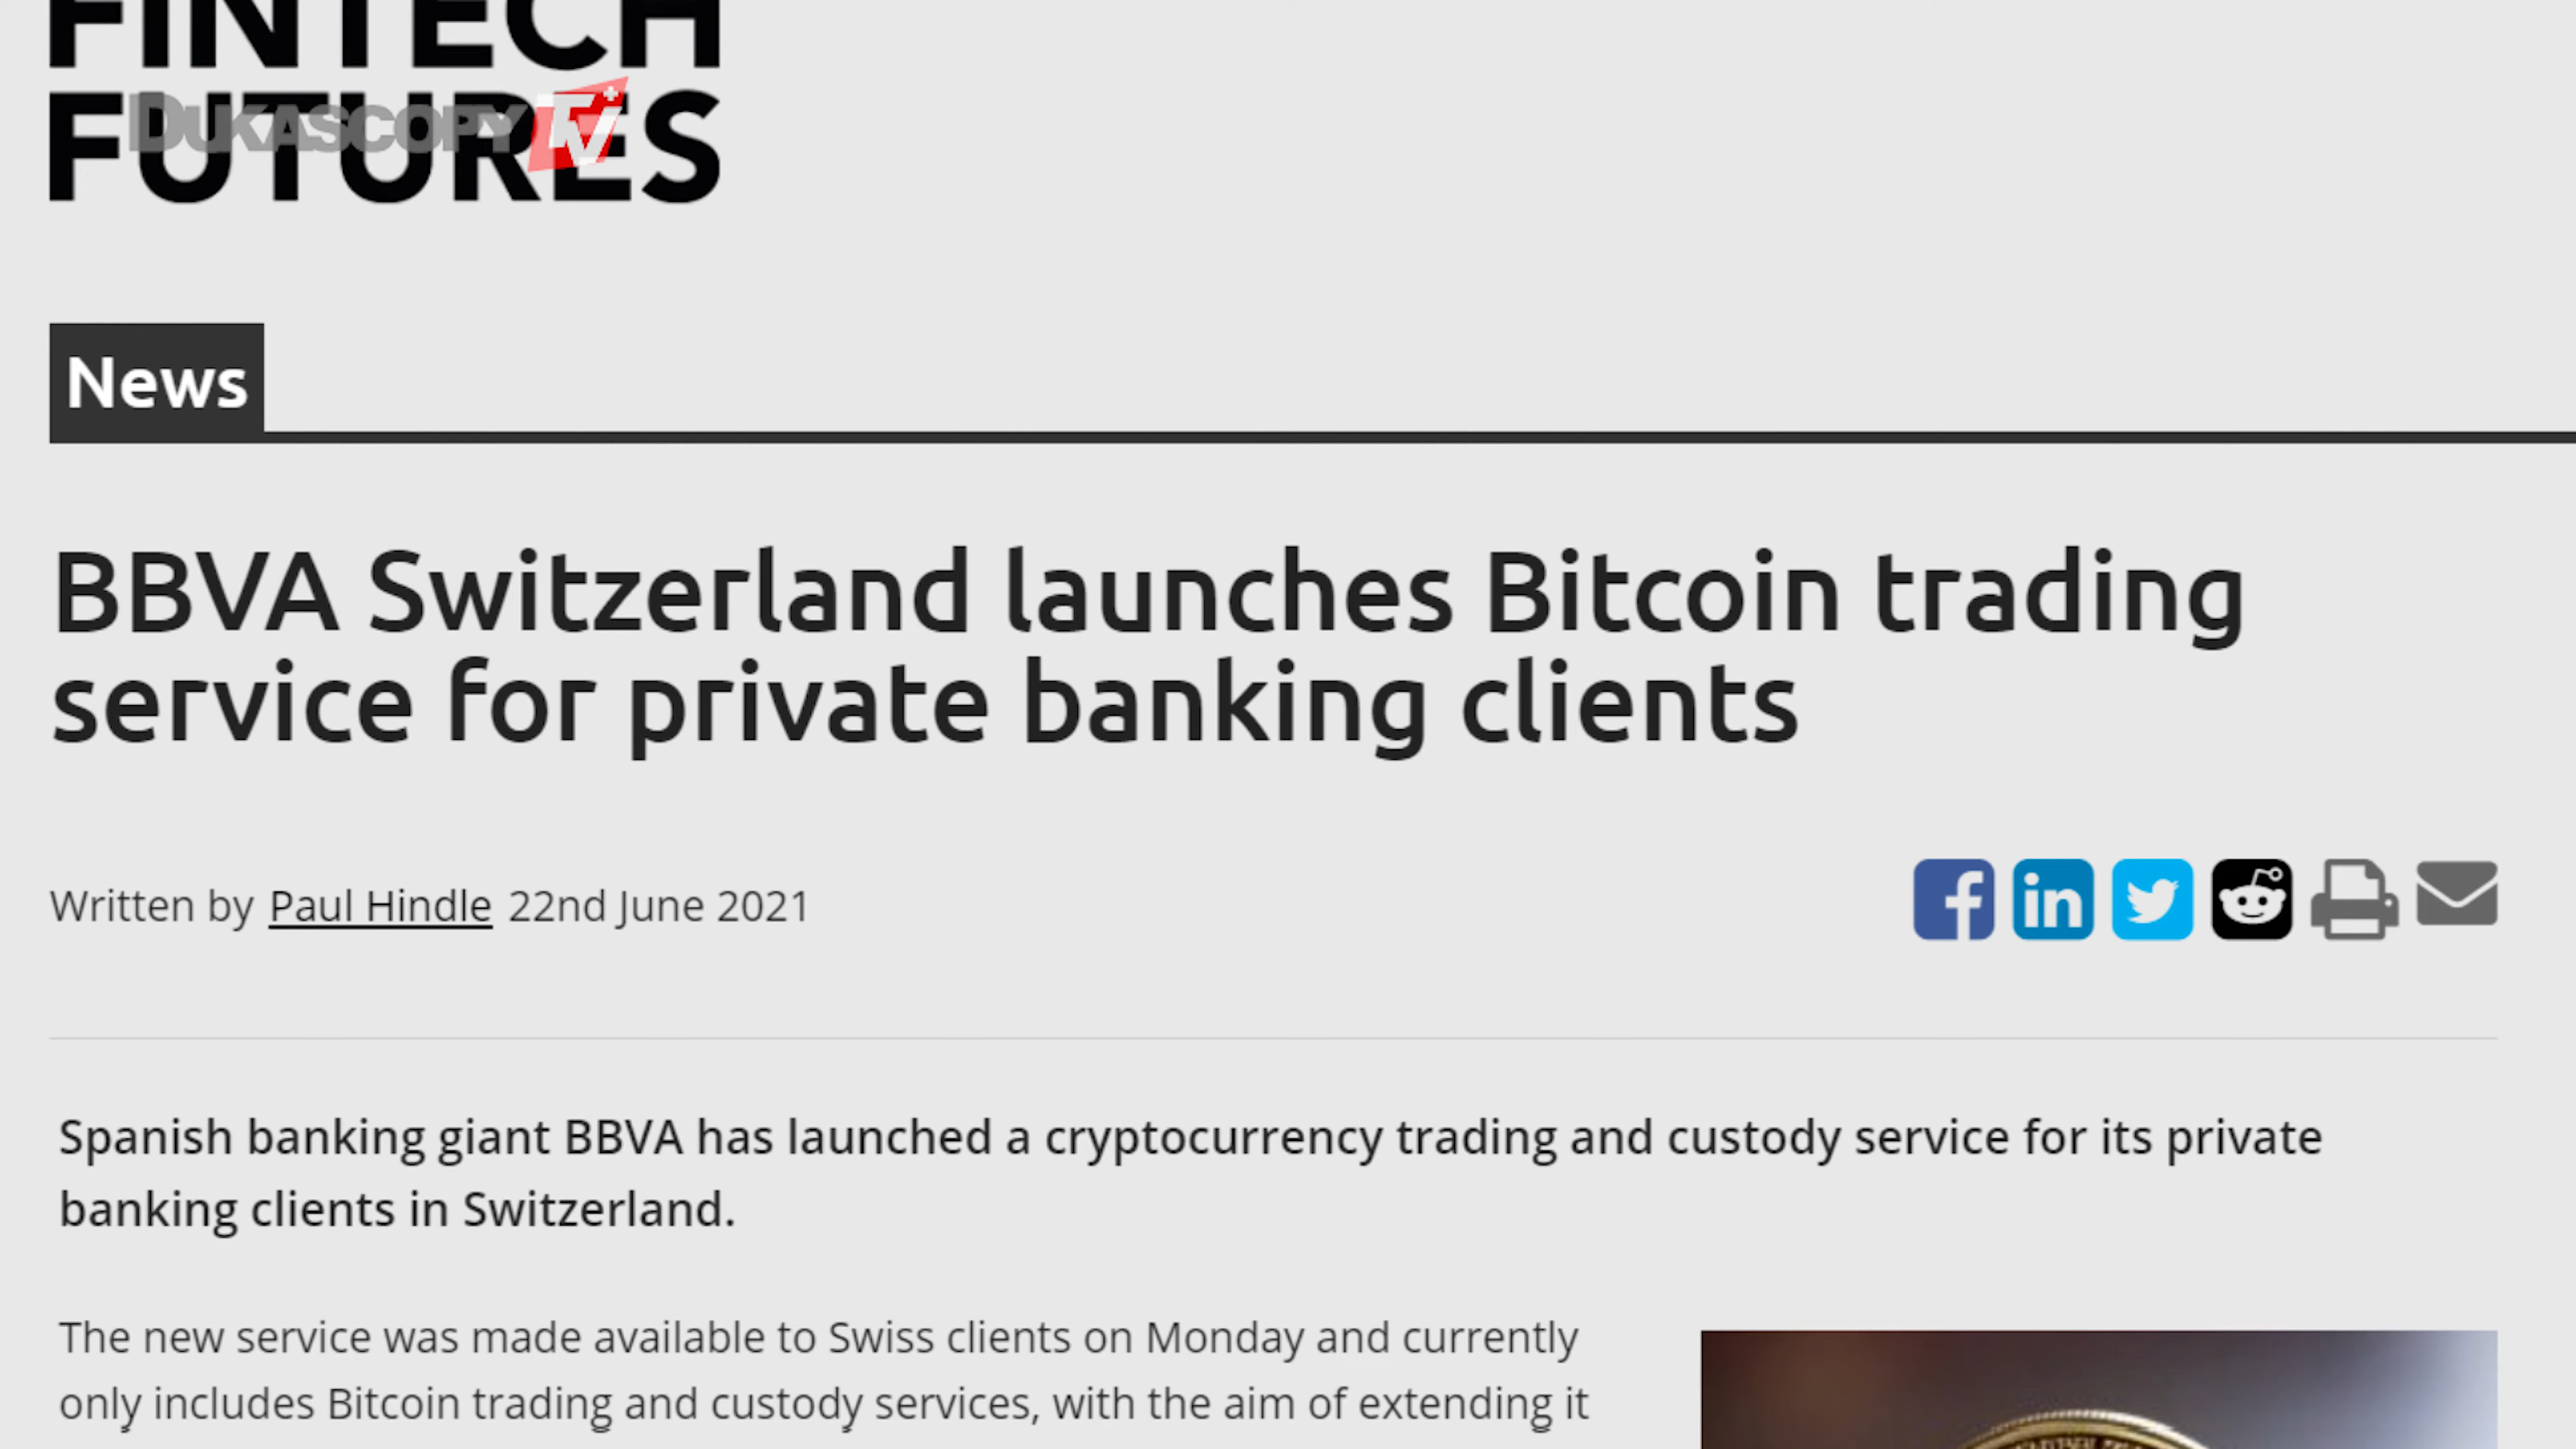 FINTECH
FUTURES
DUKASCOPY TV
News
BBVA Switzerland launches Bitcoin trading
service for private banking clients
Written by Paul Hindle 22nd June 2021
Spanish banking giant BBVA has launched a cryptocurrency trading and custody service for its private
banking clients in Switzerland.
The new service was made available to Swiss clients on Monday and currently
only includes Bitcoin trading and custody services, with the aim of extending it